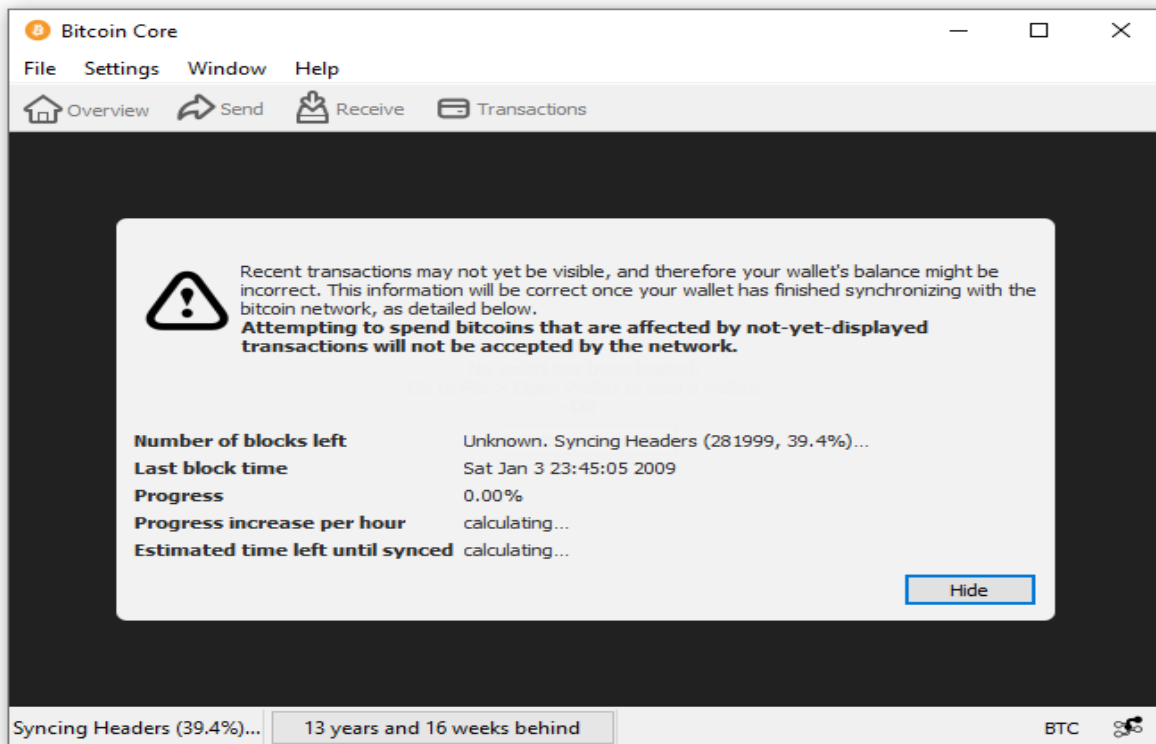 Bitcoin Core
File Settings Window Help
Overview Send Receive Transactions
Recent transactions may not yet be visible, and therefore your wallet's balance might be
incorrect. This information will be correct once your wallet has finished synchronizing with the
bitcoin network, as detailed below.
Attempting to spend bitcoins that are affected by not-yet-displayed
transactions will not be accepted by the network.
Number of blocks left Unknown. Syncing Headers (281999, 39.4%)...
Last block time Sat Jan 3 23:45:05 2009
Progress 0.00%
Progress increase per hour calculating...
Estimated time left until synced calculating...
Hide
Syncing Headers (39.4%)... 13 years and 16 weeks behind BTC